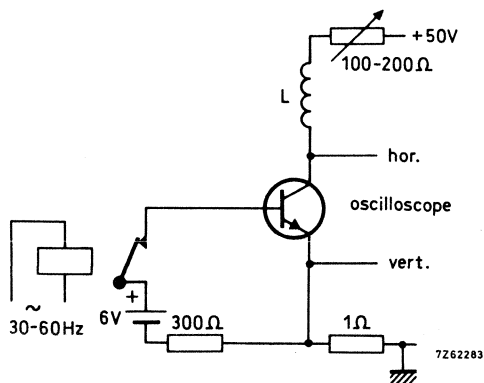 +50V
100-200Ω
L
hor.
oscilloscope
vert.
+
6V
300Ω
1Ω
~
30-60Hz
7Z62283